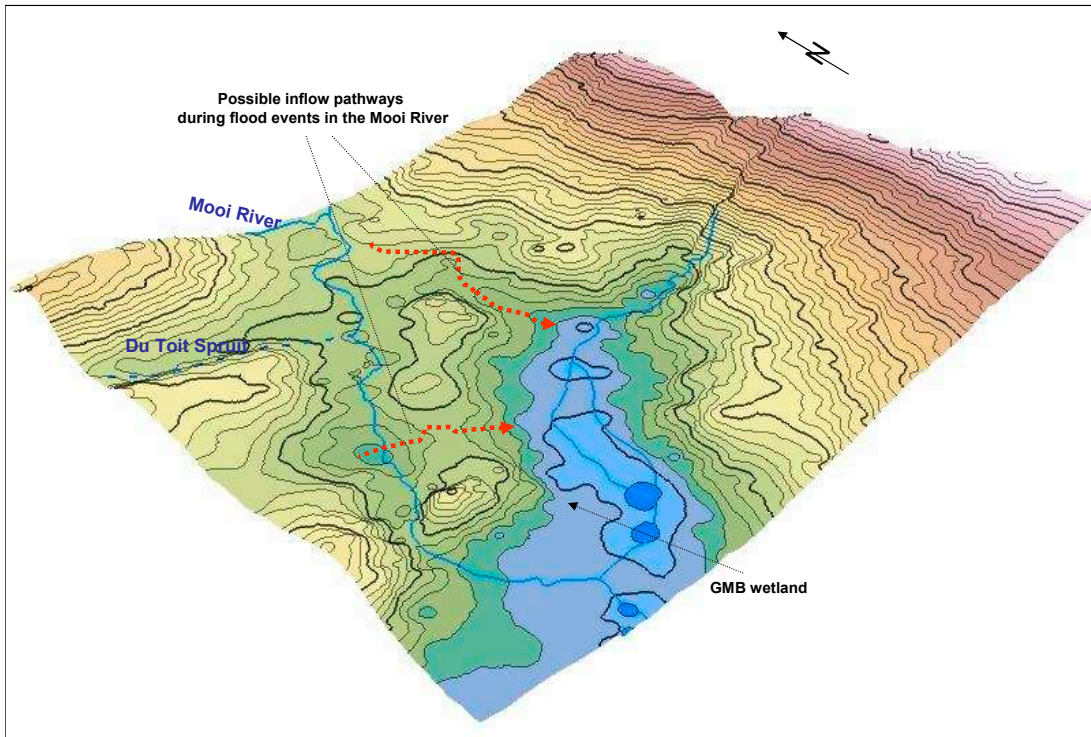 N
Possible inflow pathways
during flood events in the Mooi River
Mooi River
Du Toit Spruit
GMB wetland